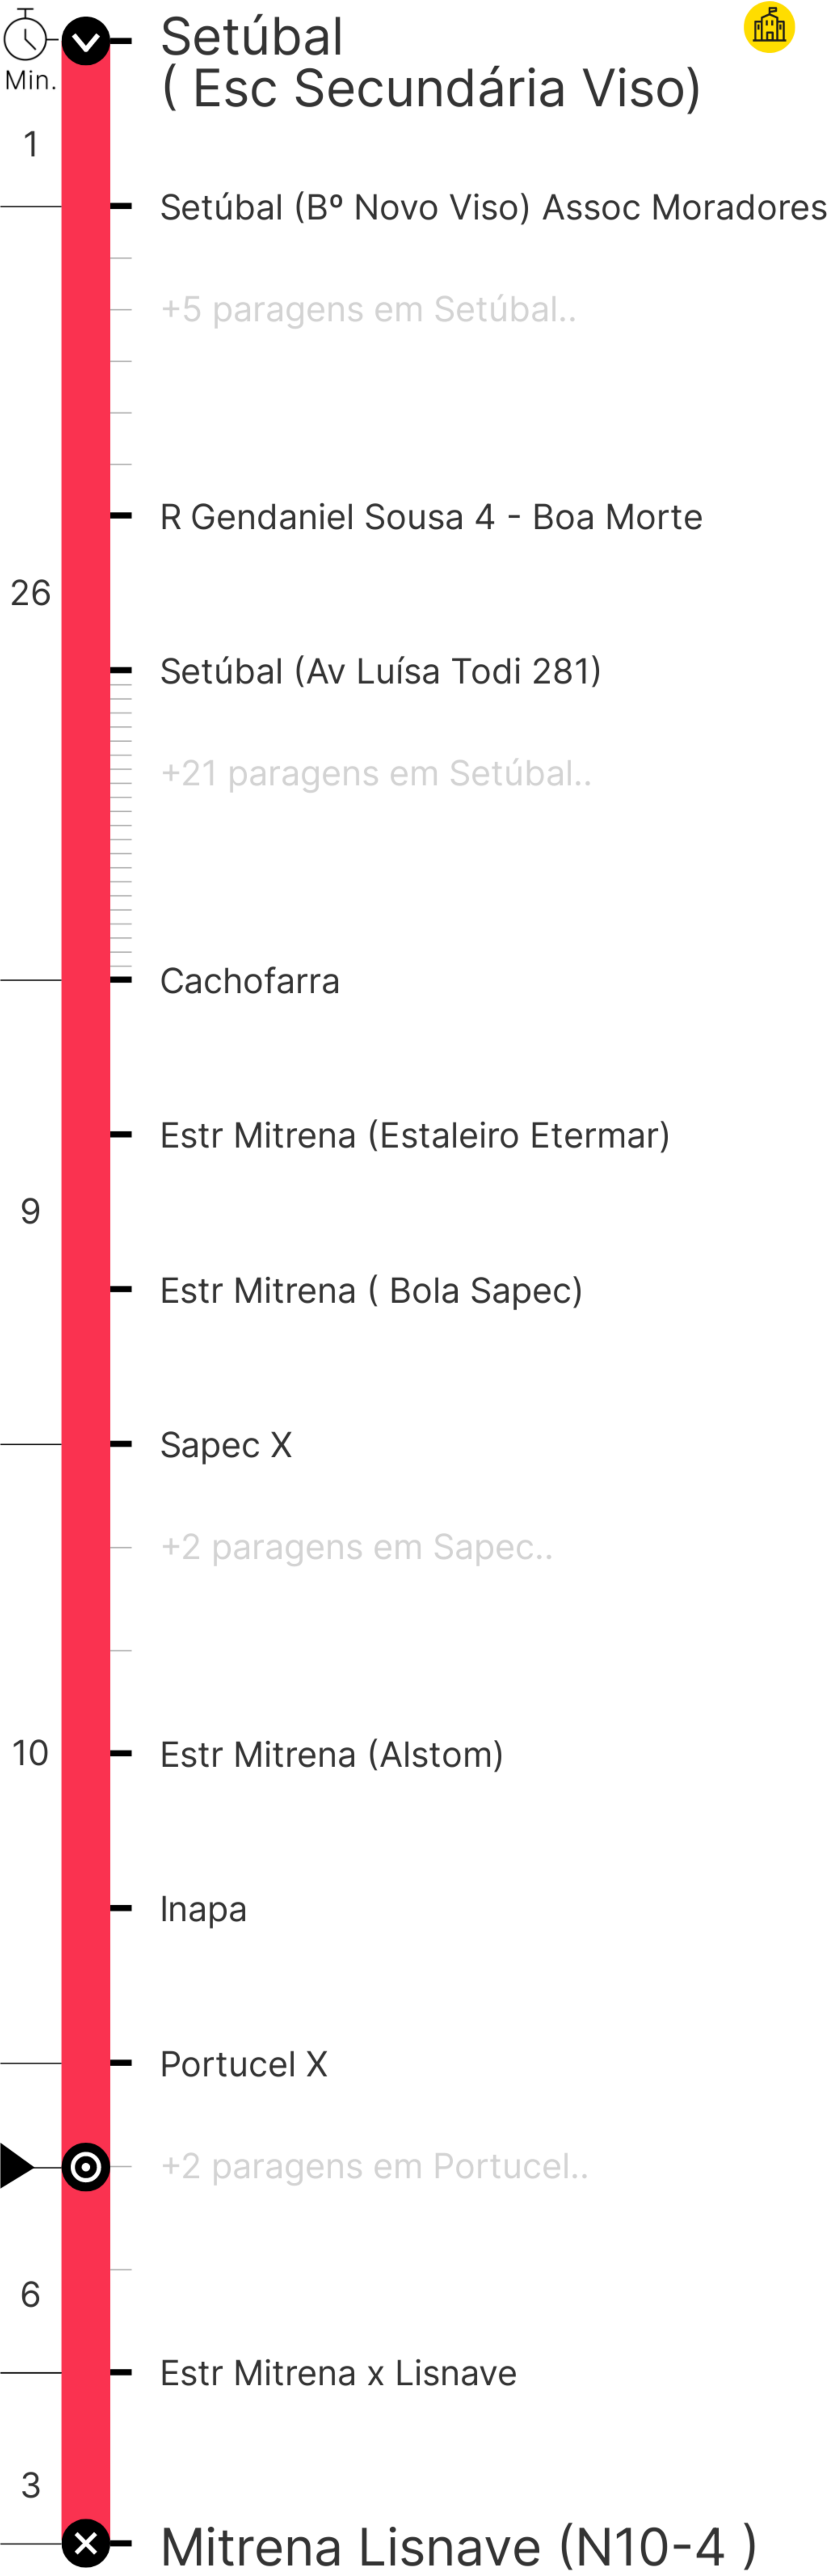 Setúbal
( Esc Secundária Viso)
Min.
1
Setúbal (Bº Novo Viso) Assoc Moradores
+5 paragens em Setúbal..
R Gendaniel Sousa 4 - Boa Morte
26
Setúbal (Av Luísa Todi 281)
+21 paragens em Setúbal..
Cachofarra
Estr Mitrena (Estaleiro Etermar)
9
Estr Mitrena ( Bola Sapec)
Sapec X
+2 paragens em Sapec..
10
Estr Mitrena (Alstom)
Inapa
Portucel X
+2 paragens em Portucel..
6
Estr Mitrena x Lisnave
3
Mitrena Lisnave (N10-4 )